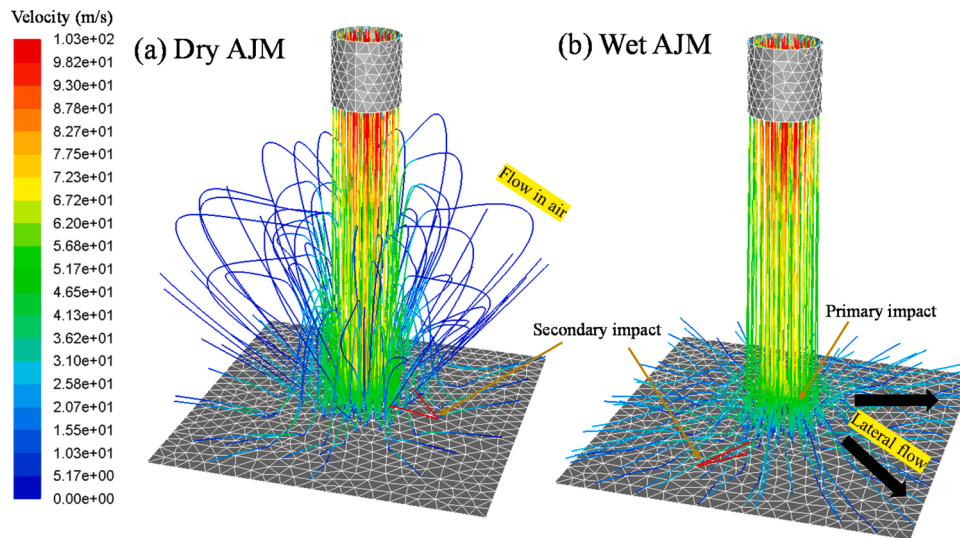 Velocity (m/s)
1.03e+02
9.82e+01
9.30e+01
8.78e+01
8.27e+01
7.75e+01
7.23e+01
6.72e+01
6.20e+01
5.68e+01
5.17e+01
4.65e+01
4.13e+01
3.62e+01
3.10e+01
2.58e+01
2.07e+01
1.55e+01
1.03e+01
5.17e+00
0.00e+00
(a) Dry AJM
Flow in air
Secondary impact
(b) Wet AJM
Primary impact
Lateral flow